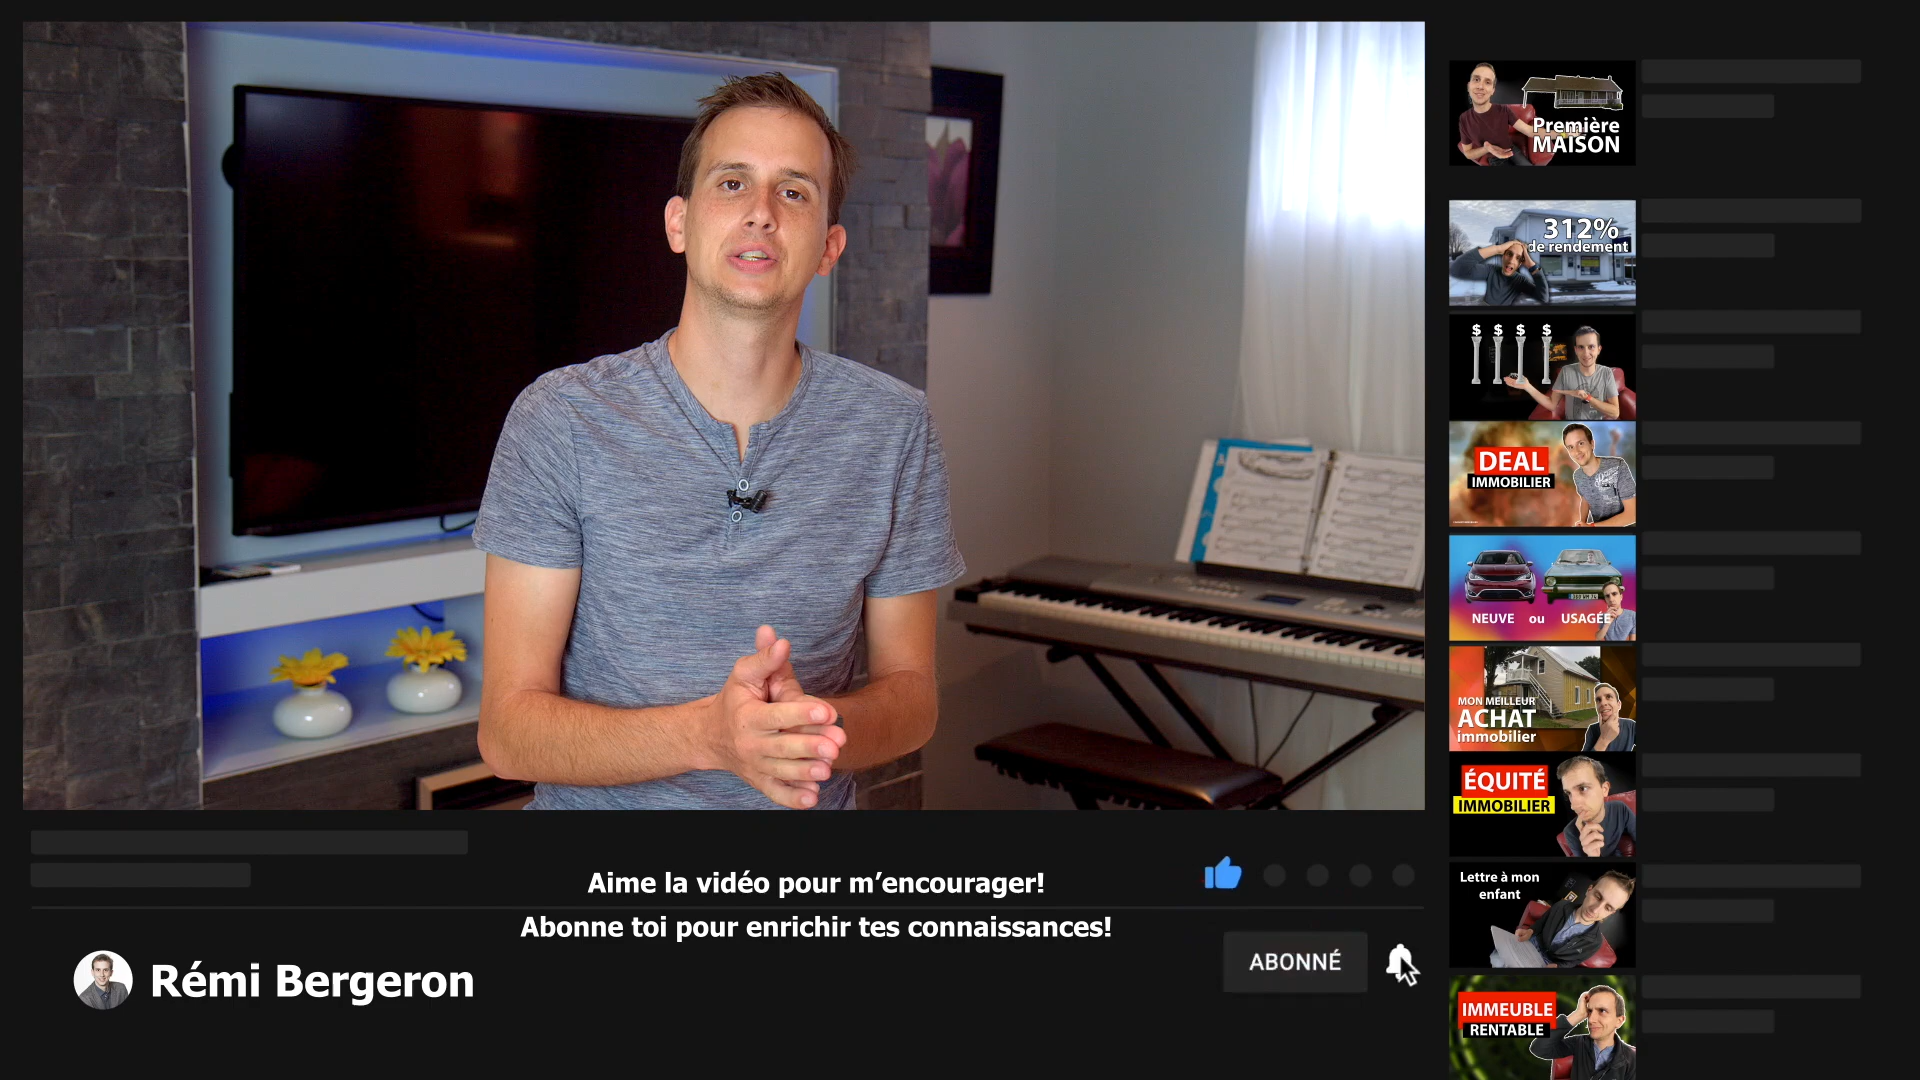 Première
MAISON
312%
de rendement
$ $ $ $
DEAL
IMMOBILIER
NEUVE ou USAGÉE
MON MEILLEUR
ACHAT
immobilier
ÉQUITÉ
IMMOBILIER
Lettre à mon
enfant
IMMEUBLE
RENTABLE
Aime la vidéo pour m’encourager!
Abonne toi pour enrichir tes connaissances!
ABONNÉ
Rémi Bergeron